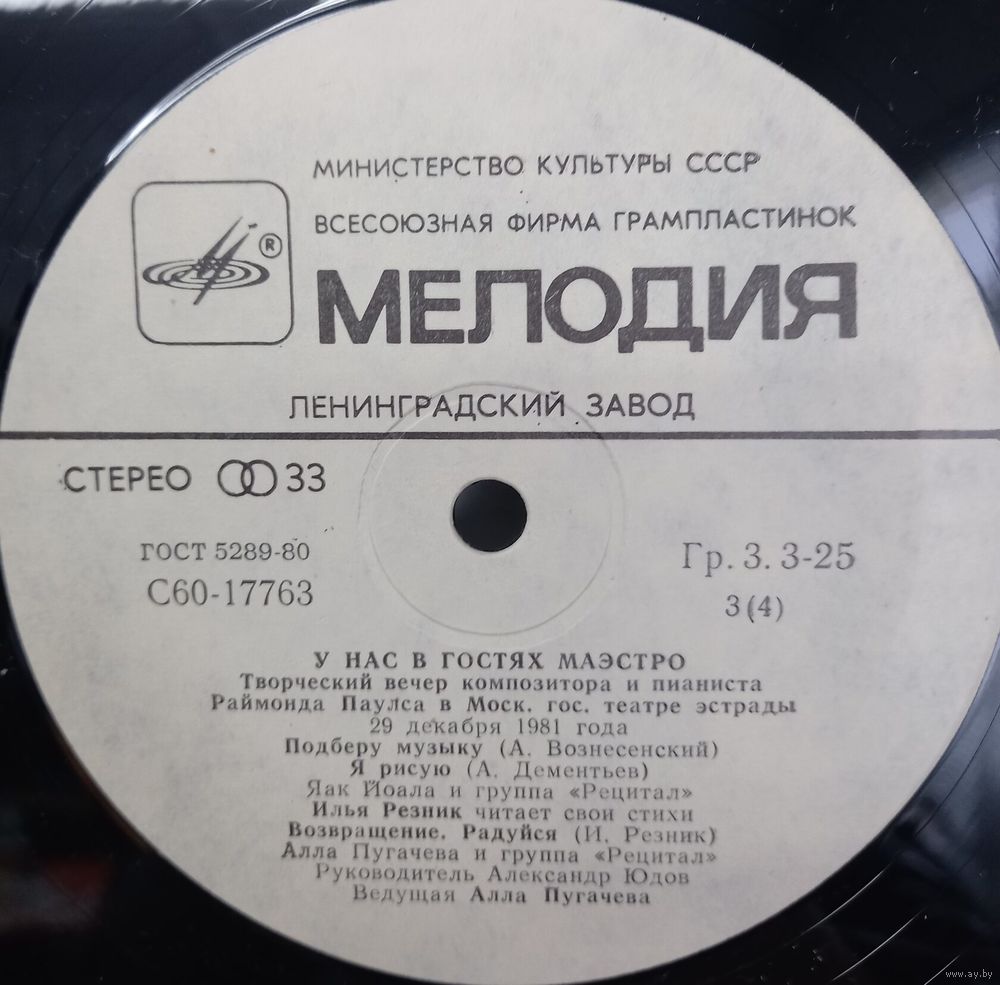 МИНИСТЕРСТВО КУЛЬТУРЫ СССР
ВСЕСОЮЗНАЯ ФИРМА ГРАМПЛАСТИНОК
®
МЕЛОДИЯ
ЛЕНИНГРАДСКИЙ ЗАВОД
СТЕРЕО 33
ГОСТ 5289-80
Гр. 3. 3-25
С60-17763
3 (4)
У НАС В ГОСТЯХ МАЭСТРО
Творческий вечер композитора и пианиста
Раймонда Паулса в Моск. гос. театре эстрады
29 декабря 1981 года
Подберу музыку (А. Вознесенский)
Я рисую (А. Дементьев)
Яак Йоала и группа «Рецитал»
Илья Резник читает свои стихи
Возвращение. Радуйся (И. Резник)
Алла Пугачева и группа «Рецитал»
Руководитель Александр Юдов
Ведущая Алла Пугачева
www.ay.by